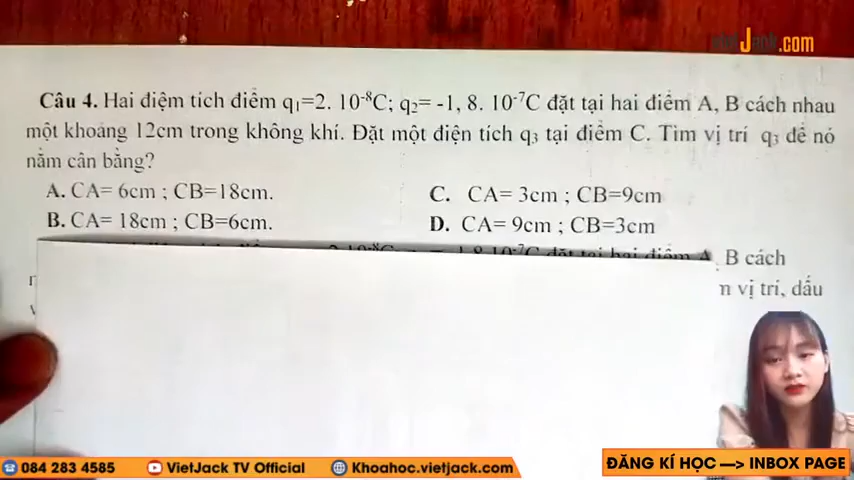 vietJack.com
Câu 4. Hai điệm tích điểm q₁=2. 10⁻⁸C; q₂= -1, 8. 10⁻⁷C đặt tại hai điểm A, B cách nhau
một khoảng 12cm trong không khí. Đặt một điện tích q₃ tại điểm C. Tìm vị trí q₃ để nó
nằm cân bằng?
A. CA= 6cm ; CB=18cm.
C. CA= 3cm ; CB=9cm
B. CA= 18cm ; CB=6cm.
D. CA= 9cm ; CB=3cm
đặt tại hai điểm A, B cách
n vị trí, dấu
084 283 4585
VietJack TV Official
Khoahoc.vietjack.com
ĐĂNG KÍ HỌC —> INBOX PAGE